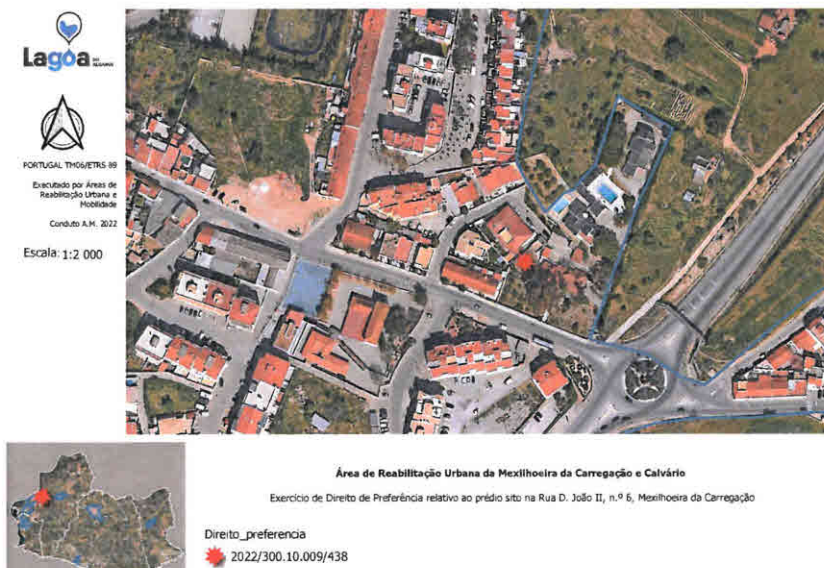 Lagoa
PORTUGAL TM06/ETRS 89
Executado por Áreas de
Reabilitação Urbana e
Mobilidade
Conduto A.M. 2022
Escala: 1:2 000
Área de Reabilitação Urbana da Mexilhoeira da Carregação e Calvário
Exercício de Direito de Preferência relativo ao prédio sito na Rua D. João II, n.º 6, Mexilhoeira da Carregação
Direito_preferencia
2022/300.10.009/438